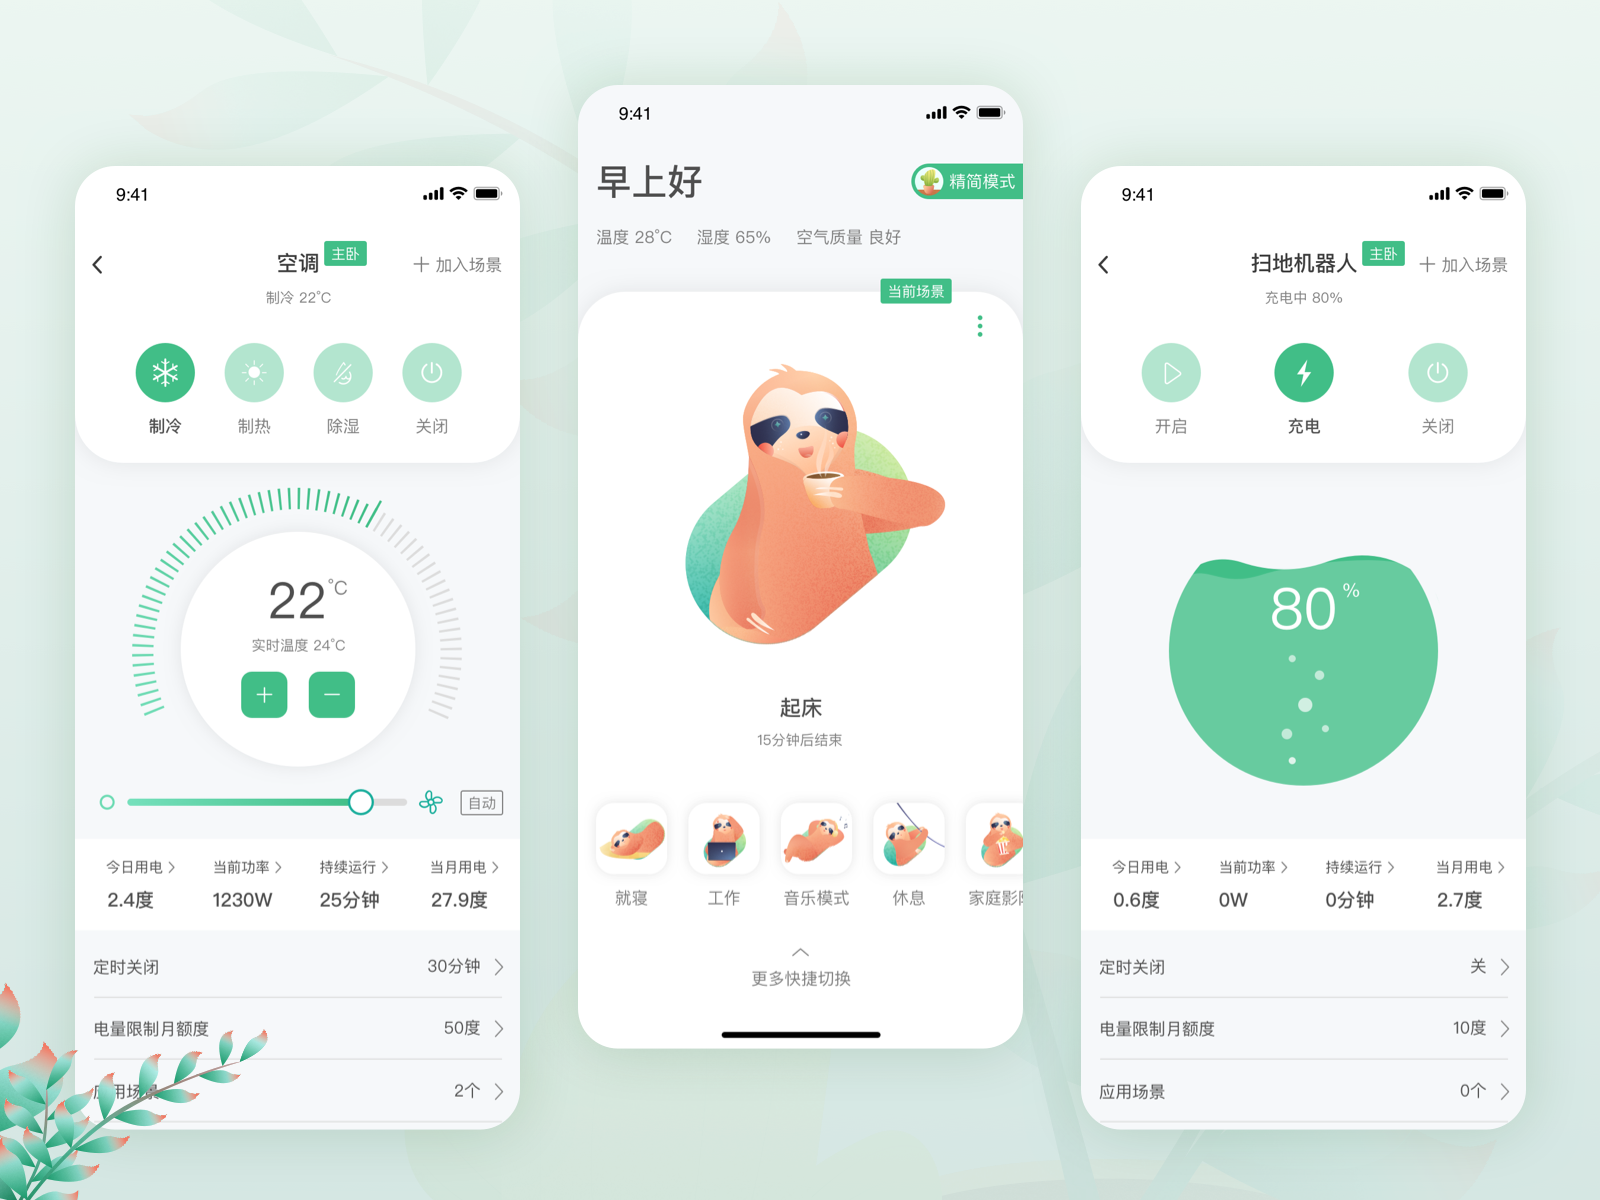 9:41
空调
主卧
加入场景
制冷 22°C
制冷
制热
除湿
关闭
22°C
实时温度 24°C
自动
今日用电
当前功率
持续运行
当月用电
2.4度
1230W
25分钟
27.9度
定时关闭
30分钟
电量限制月额度
50度
应用场景
2个
9:41
早上好
精简模式
温度 28°C 湿度 65% 空气质量 良好
当前场景
起床
15分钟后结束
就寝
工作
音乐模式
休息
家庭影
更多快捷切换
9:41
扫地机器人
主卧
加入场景
充电中 80%
开启
充电
关闭
80%
今日用电
当前功率
持续运行
当月用电
0.6度
0W
0分钟
2.7度
定时关闭
关
电量限制月额度
10度
应用场景
0个